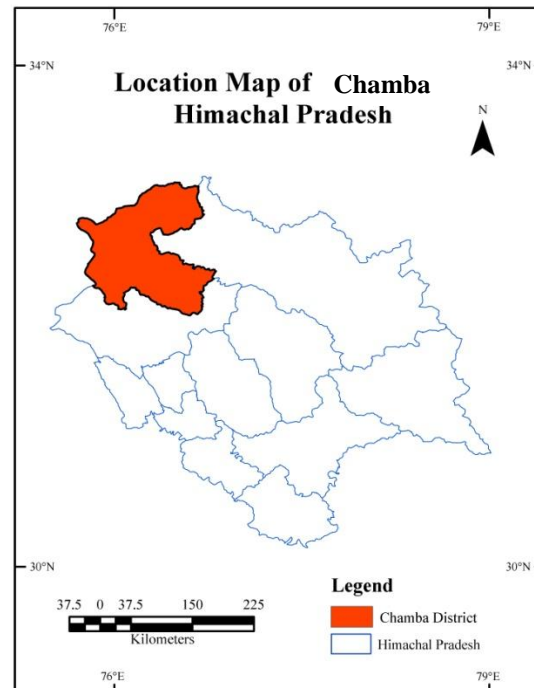 76°E 79°E
34°N 34°N
Location Map of Chamba
Himachal Pradesh
N
30°N 30°N
Legend
37.5 0 37.5 150 225
Kilometers
Chamba District
Himachal Pradesh
76°E 79°E